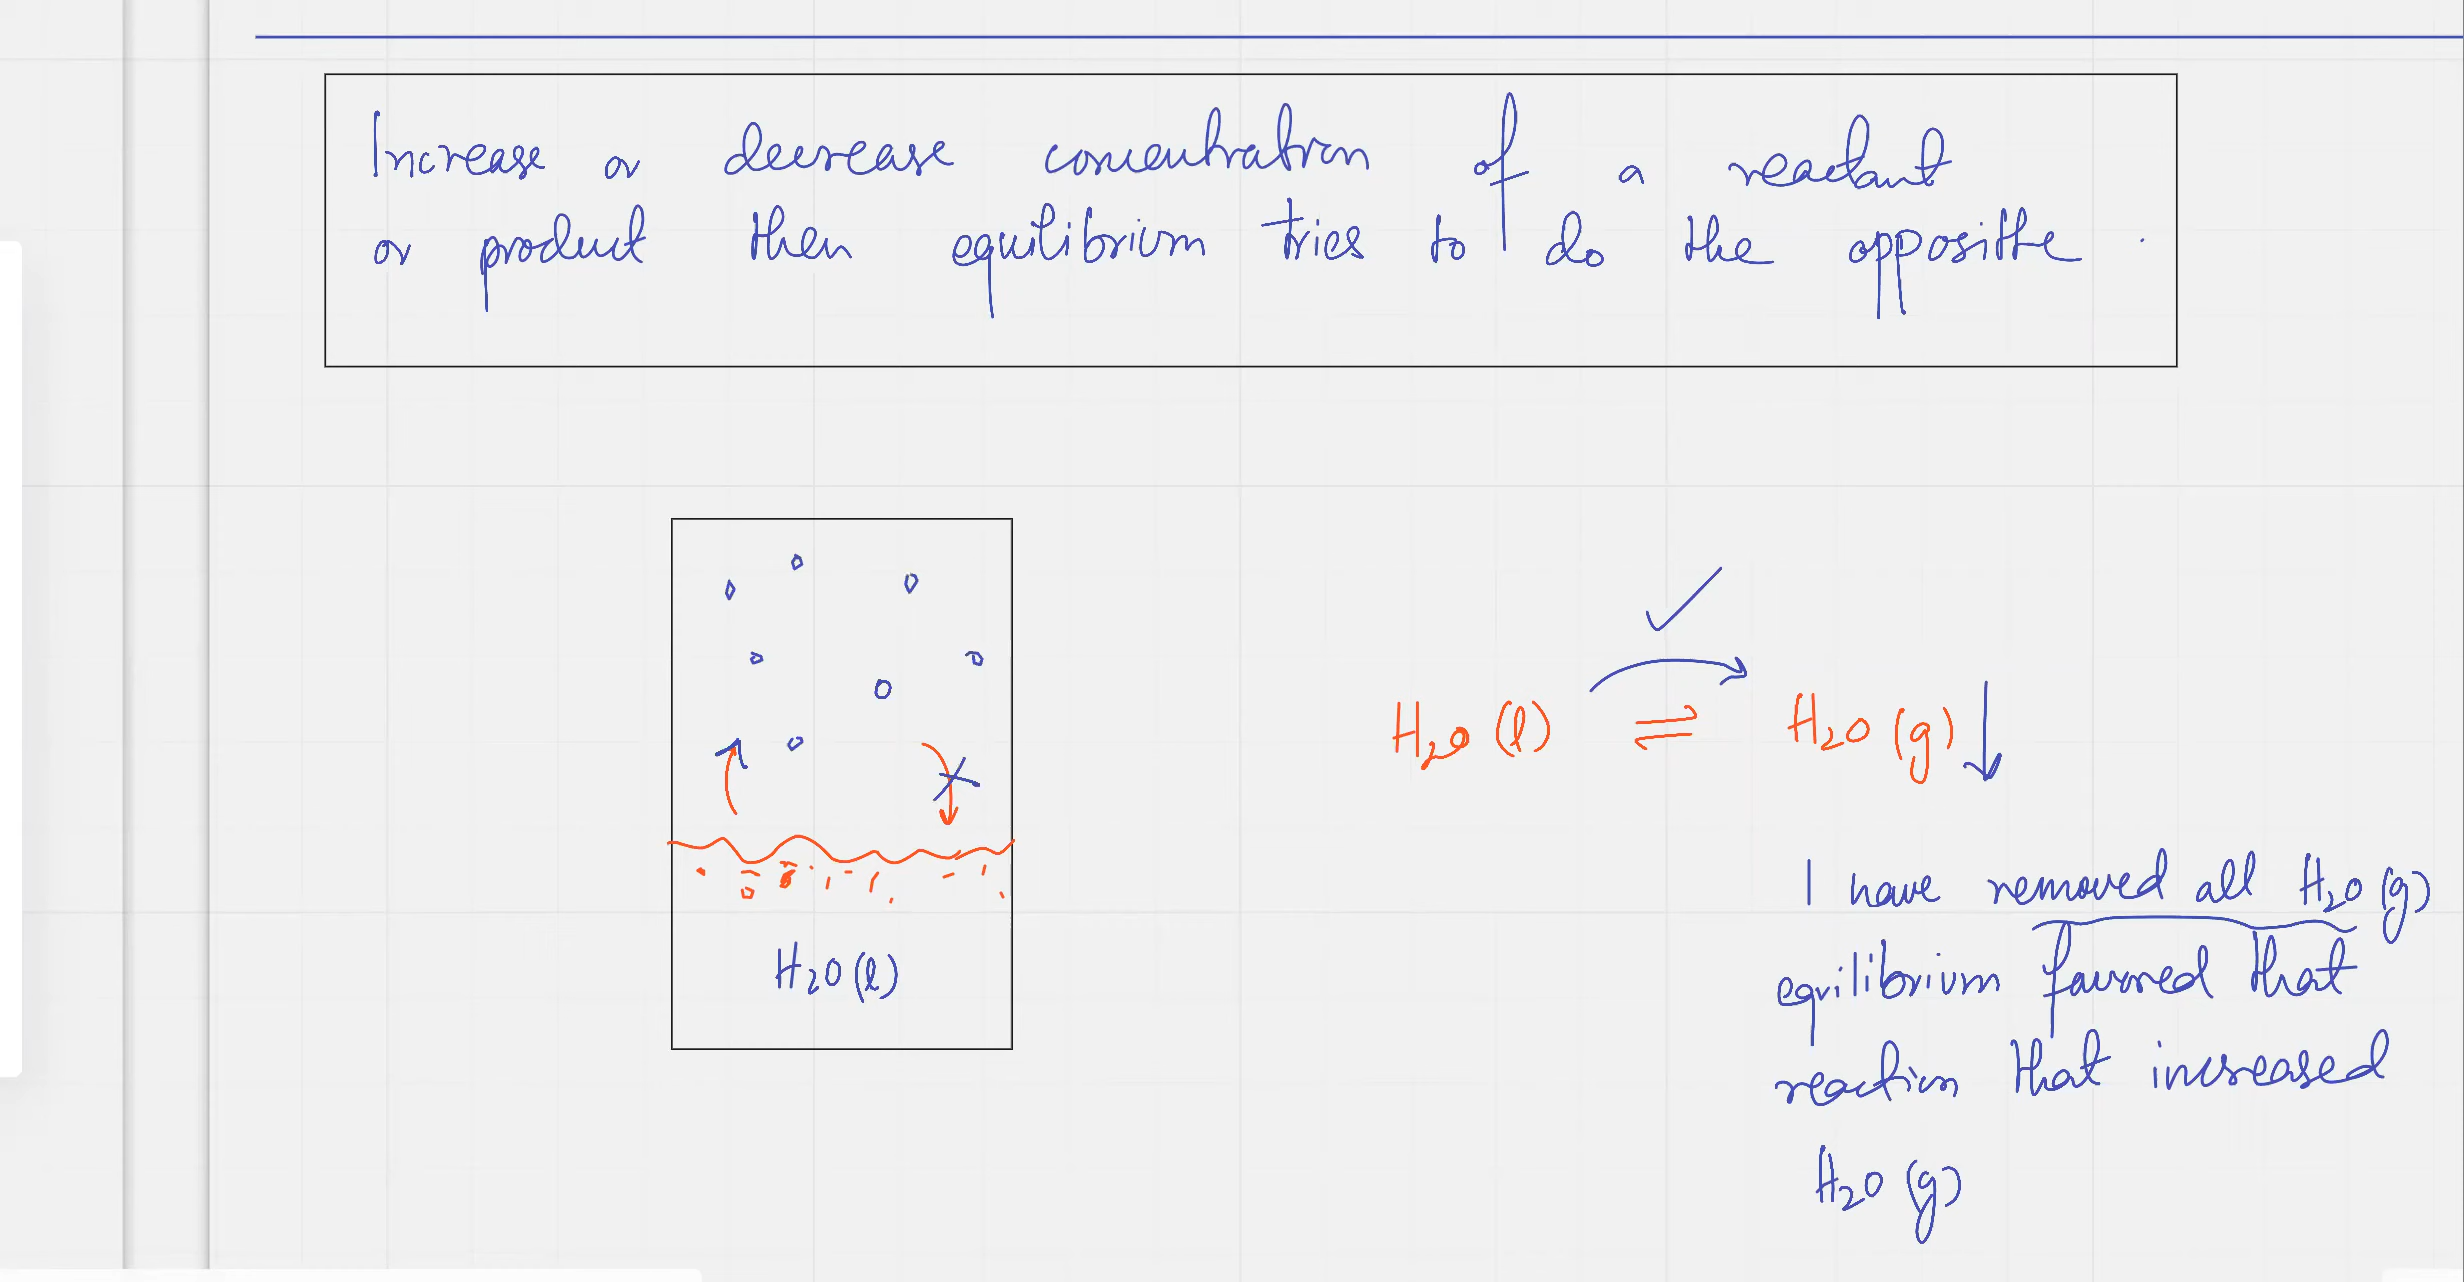 Increase or decrease concentration of a reactant
or product then equilibrium tries to do the oppositte.
H₂O (l) ⇌ H₂O (g) ↓
I have removed all H₂O (g)
equilibrium favored that
reaction that increased
H₂O (g)
H₂O (l)